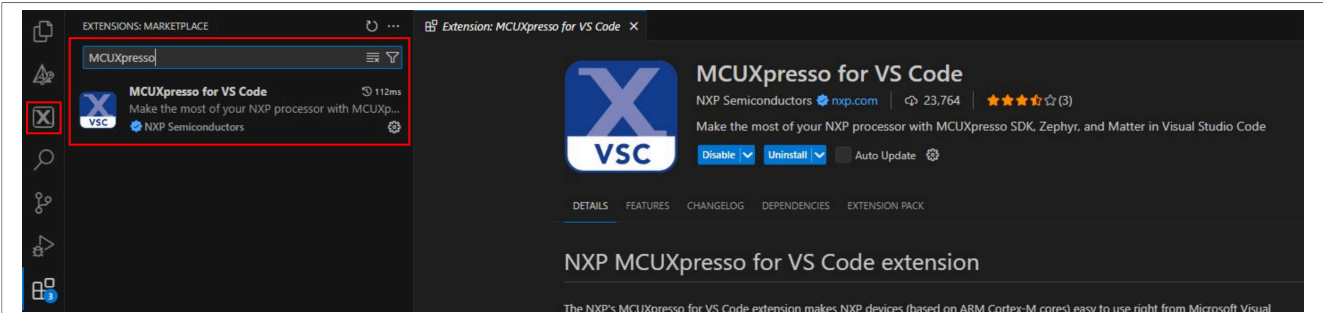 EXTENSIONS: MARKETPLACE
MCUXpresso
MCUXpresso for VS Code 112ms
Make the most of your NXP processor with MCUXp...
NXP Semiconductors
VSC
3
Extension: MCUXpresso for VS Code
VSC
MCUXpresso for VS Code
NXP Semiconductors nxp.com | 23,764 | (3)
Make the most of your NXP processor with MCUXpresso SDK, Zephyr, and Matter in Visual Studio Code
Disable Uninstall Auto Update
DETAILS FEATURES CHANGELOG DEPENDENCIES EXTENSION PACK
NXP MCUXpresso for VS Code extension
The NXP's MCUXpresso for VS Code extension makes NXP devices (based on ARM Cortex-M cores) easy to use right from Microsoft Visual